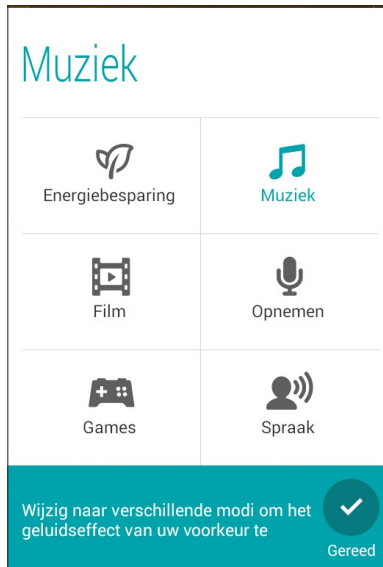 Muziek
Energiebesparing
Muziek
Film
Opnemen
Games
Spraak
Wijzig naar verschillende modi om het
geluidseffect van uw voorkeur te
Gereed